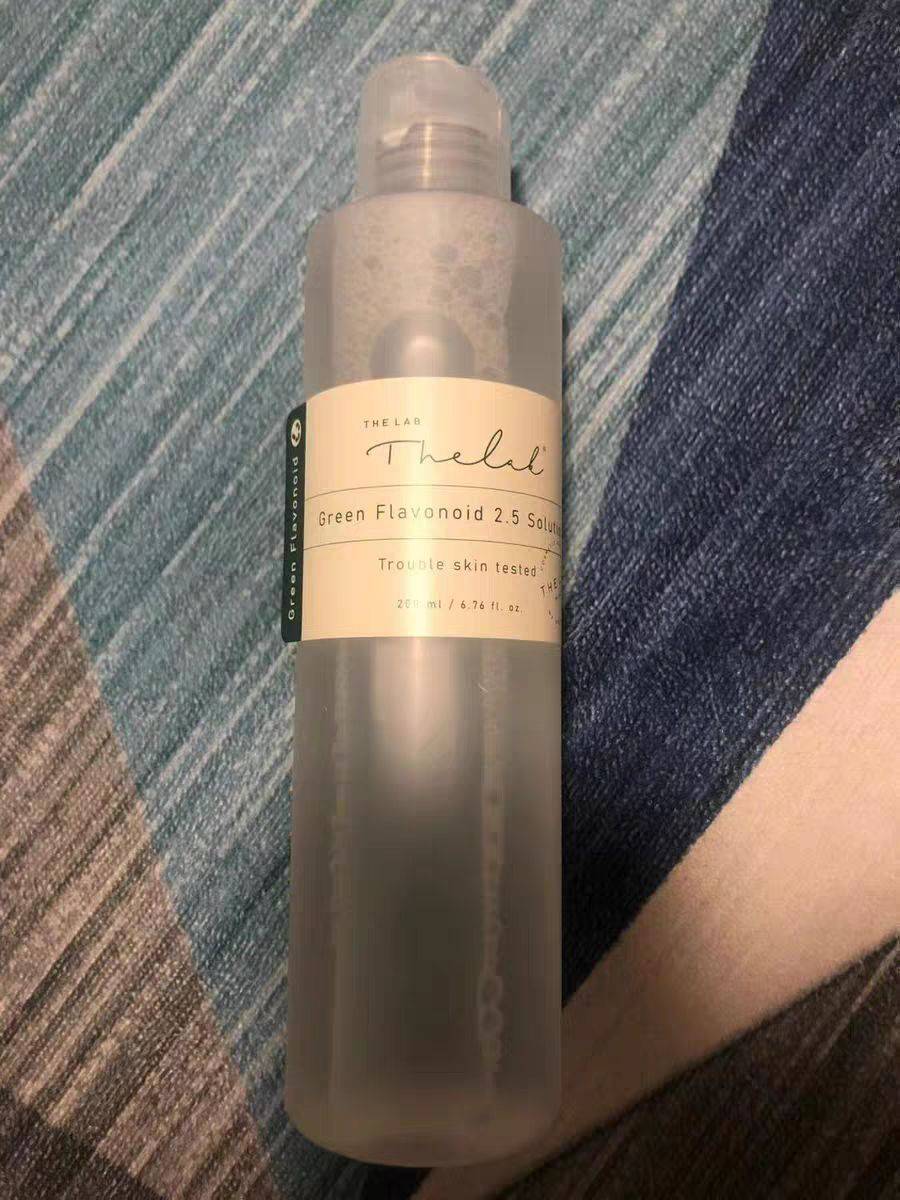 THE LAB
Thelab
Green Flavonoid 2.5
Trouble skin tested
200 ml / 6.76 fl. oz.
Green Flavonoid